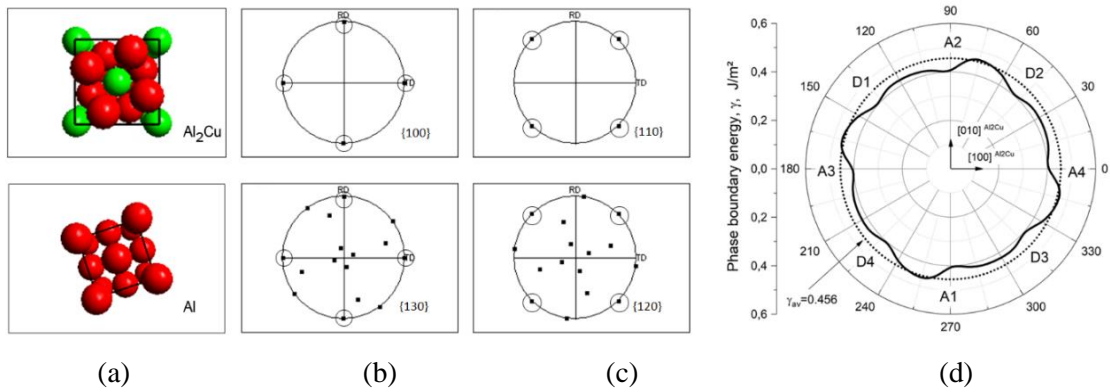 Al2Cu
Al
RD
TD
{100}
RD
TD
{130}
RD
TD
{110}
RD
TD
{120}
Phase boundary energy, γ, J/m²
0,6
0,4
0,2
0,0
0,2
0,4
0,6
90
60
30
0
330
300
270
240
210
180
150
120
A2
D1
D2
A3
A4
D4
D3
A1
[010] Al2Cu
[100] Al2Cu
γav=0.456
(a)
(b)
(c)
(d)